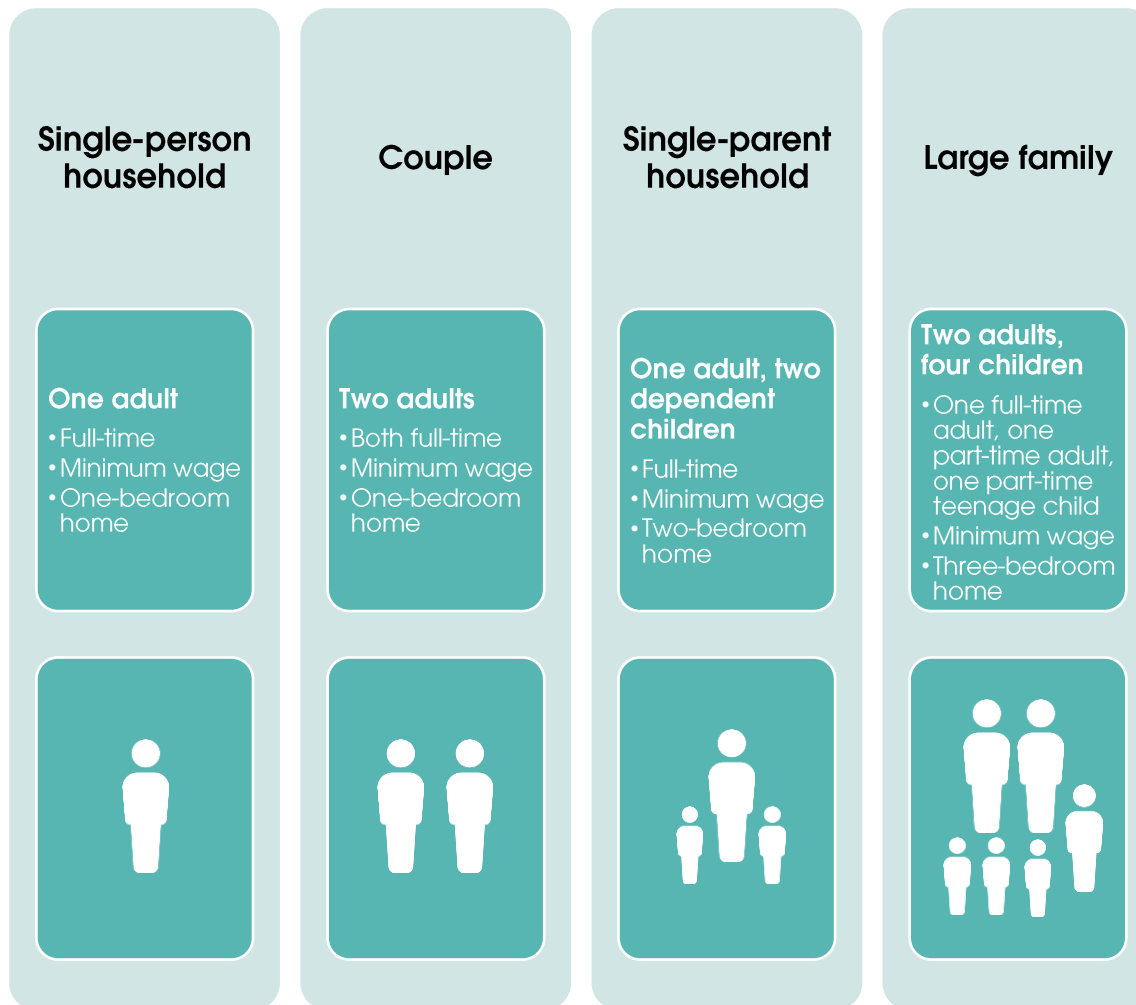 Single-person
household
One adult
• Full-time
• Minimum wage
• One-bedroom
home
Couple
Two adults
• Both full-time
• Minimum wage
• One-bedroom
home
Single-parent
household
One adult, two
dependent
children
• Full-time
• Minimum wage
• Two-bedroom
home
Large family
Two adults,
four children
• One full-time
adult, one
part-time adult,
one part-time
teenage child
• Minimum wage
• Three-bedroom
home